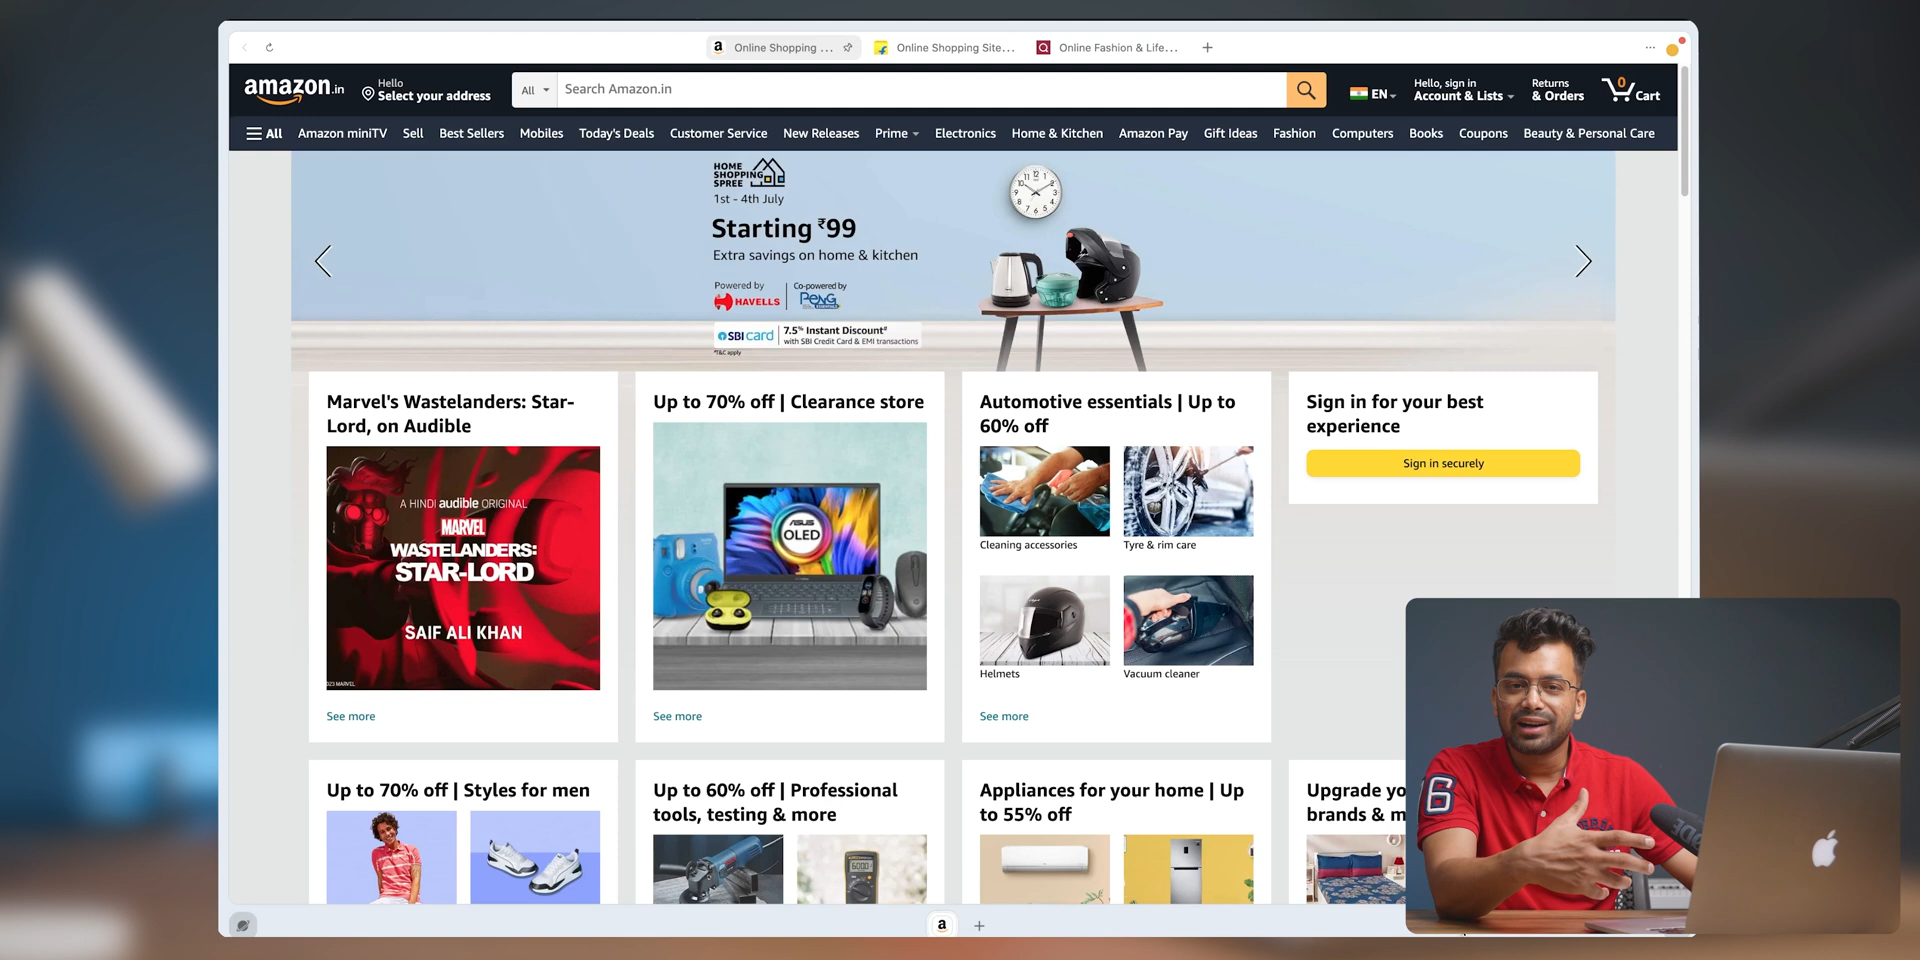 Online Shopping ...
Online Shopping Site...
Online Fashion & Life...
amazon.in
Hello
Select your address
All
Search Amazon.in
EN
Hello, sign in
Account & Lists
Returns
& Orders
0
Cart
All
Amazon miniTV
Sell
Best Sellers
Mobiles
Today's Deals
Customer Service
New Releases
Prime
Electronics
Home & Kitchen
Amazon Pay
Gift Ideas
Fashion
Computers
Books
Coupons
Beauty & Personal Care
HOME
SHOPPING
SPREE
1st - 4th July
Starting ₹99
Extra savings on home & kitchen
Powered by
HAVELLS
Co-powered by
SBI card
7.5% Instant Discount#
with SBI Credit Card & EMI transactions
*T&C apply
Marvel's Wastelanders: Star-
Lord, on Audible
A HINDI audible ORIGINAL
MARVEL
WASTELANDERS:
STAR-LORD
SAIF ALI KHAN
See more
Up to 70% off | Clearance store
ASUS
OLED
See more
Automotive essentials | Up
to 60% off
Cleaning accessories
Tyre & rim care
Helmets
Vacuum cleaner
See more
Sign in for your best
experience
Sign in securely
Up to 70% off | Styles for men
Up to 60% off | Professional
tools, testing & more
Appliances for your home | Up
to 55% off
Upgrade yo
brands & m
16
a